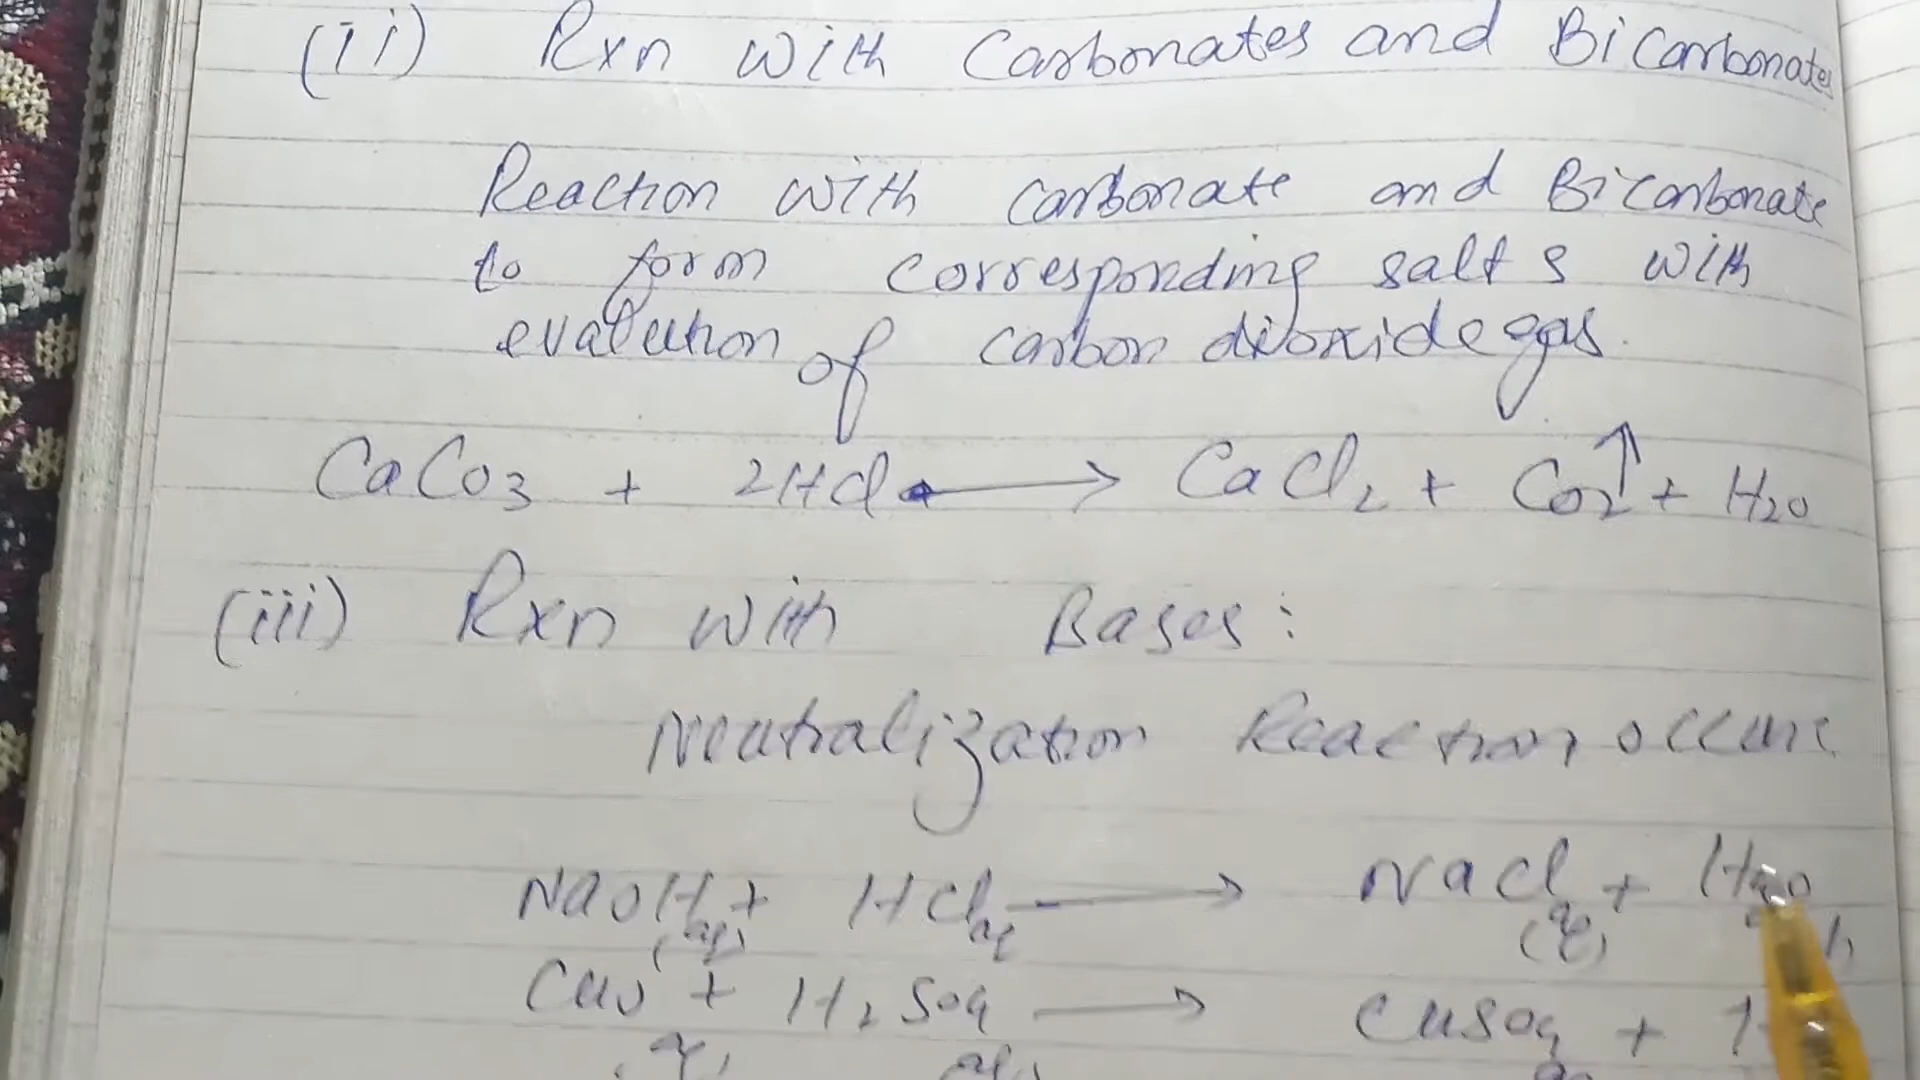 (ii) Rxn with Carbonates and Bicarbonates
Reaction with carbonate and Bicarbonate
to form corresponding salts with
evalution of carbon dioxide gas.
CaCo3 + 2HCl → CaCl2 + Co2↑ + H2o
(iii) Rxn with Bases:
Neutralization Reaction occurs
NaoH(aq) + HCl aq → NaCl (aq) + H2o
Cuo + H2So4 → CuSo4 +